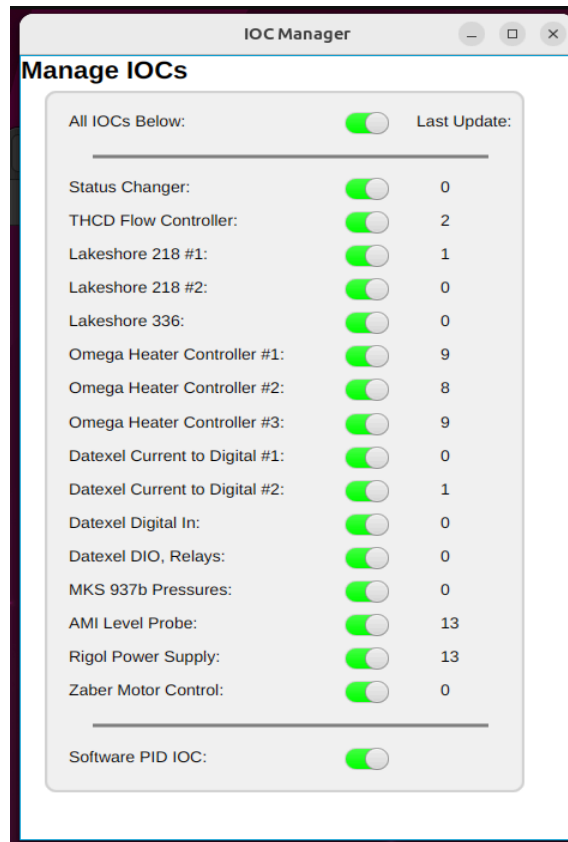 IOC Manager
Manage IOCs
All IOCs Below: Last Update:
Status Changer: 0
THCD Flow Controller: 2
Lakeshore 218 #1: 1
Lakeshore 218 #2: 0
Lakeshore 336: 0
Omega Heater Controller #1: 9
Omega Heater Controller #2: 8
Omega Heater Controller #3: 9
Datexel Current to Digital #1: 0
Datexel Current to Digital #2: 1
Datexel Digital In: 0
Datexel DIO, Relays: 0
MKS 937b Pressures: 0
AMI Level Probe: 13
Rigol Power Supply: 13
Zaber Motor Control: 0
Software PID IOC: